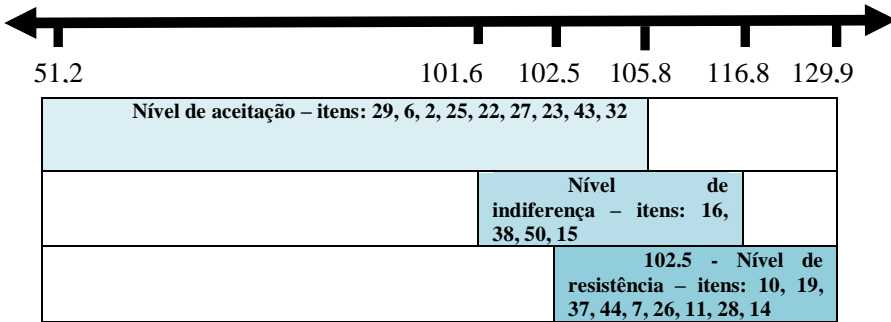 51,2 101,6 102,5 105,8 116,8 129,9
Nível de aceitação – itens: 29, 6, 2, 25, 22, 27, 23, 43, 32
Nível de
indiferença – itens: 16,
38, 50, 15
102.5 - Nível de
resistência – itens: 10, 19,
37, 44, 7, 26, 11, 28, 14